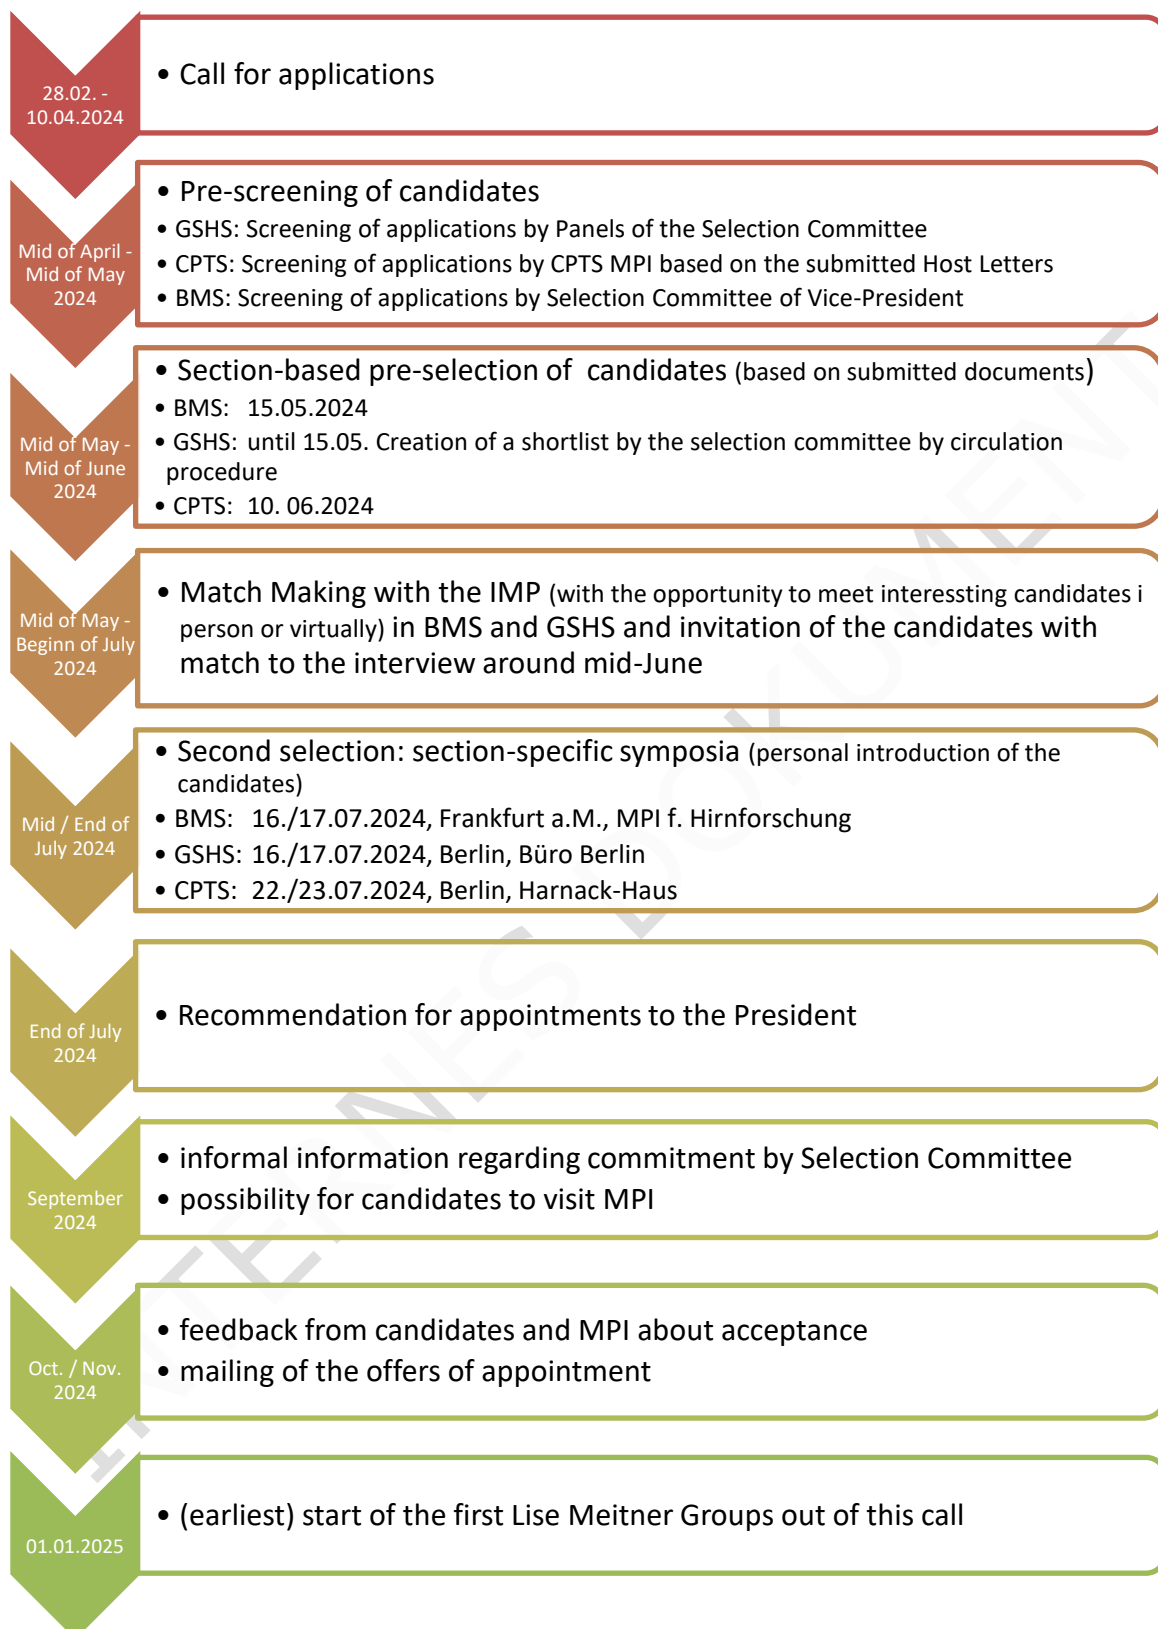 28.02. -
10.04.2024
• Call for applications
Mid of April -
Mid of May
2024
• Pre-screening of candidates
• GSHS: Screening of applications by Panels of the Selection Committee
• CPTS: Screening of applications by CPTS MPI based on the submitted Host Letters
• BMS: Screening of applications by Selection Committee of Vice-President
Mid of May -
Mid of June
2024
• Section-based pre-selection of candidates (based on submitted documents)
• BMS: 15.05.2024
• GSHS: until 15.05. Creation of a shortlist by the selection committee by circulation
procedure
• CPTS: 10. 06.2024
Mid of May -
Beginn of July
2024
• Match Making with the IMP (with the opportunity to meet interessting candidates i
person or virtually) in BMS and GSHS and invitation of the candidates with
match to the interview around mid-June
Mid / End of
July 2024
• Second selection: section-specific symposia (personal introduction of the
candidates)
• BMS: 16./17.07.2024, Frankfurt a.M., MPI f. Hirnforschung
• GSHS: 16./17.07.2024, Berlin, Büro Berlin
• CPTS: 22./23.07.2024, Berlin, Harnack-Haus
End of July
2024
• Recommendation for appointments to the President
September
2024
• informal information regarding commitment by Selection Committee
• possibility for candidates to visit MPI
Oct. / Nov.
2024
• feedback from candidates and MPI about acceptance
• mailing of the offers of appointment
01.01.2025
• (earliest) start of the first Lise Meitner Groups out of this call
INTERNES DOKUMENT